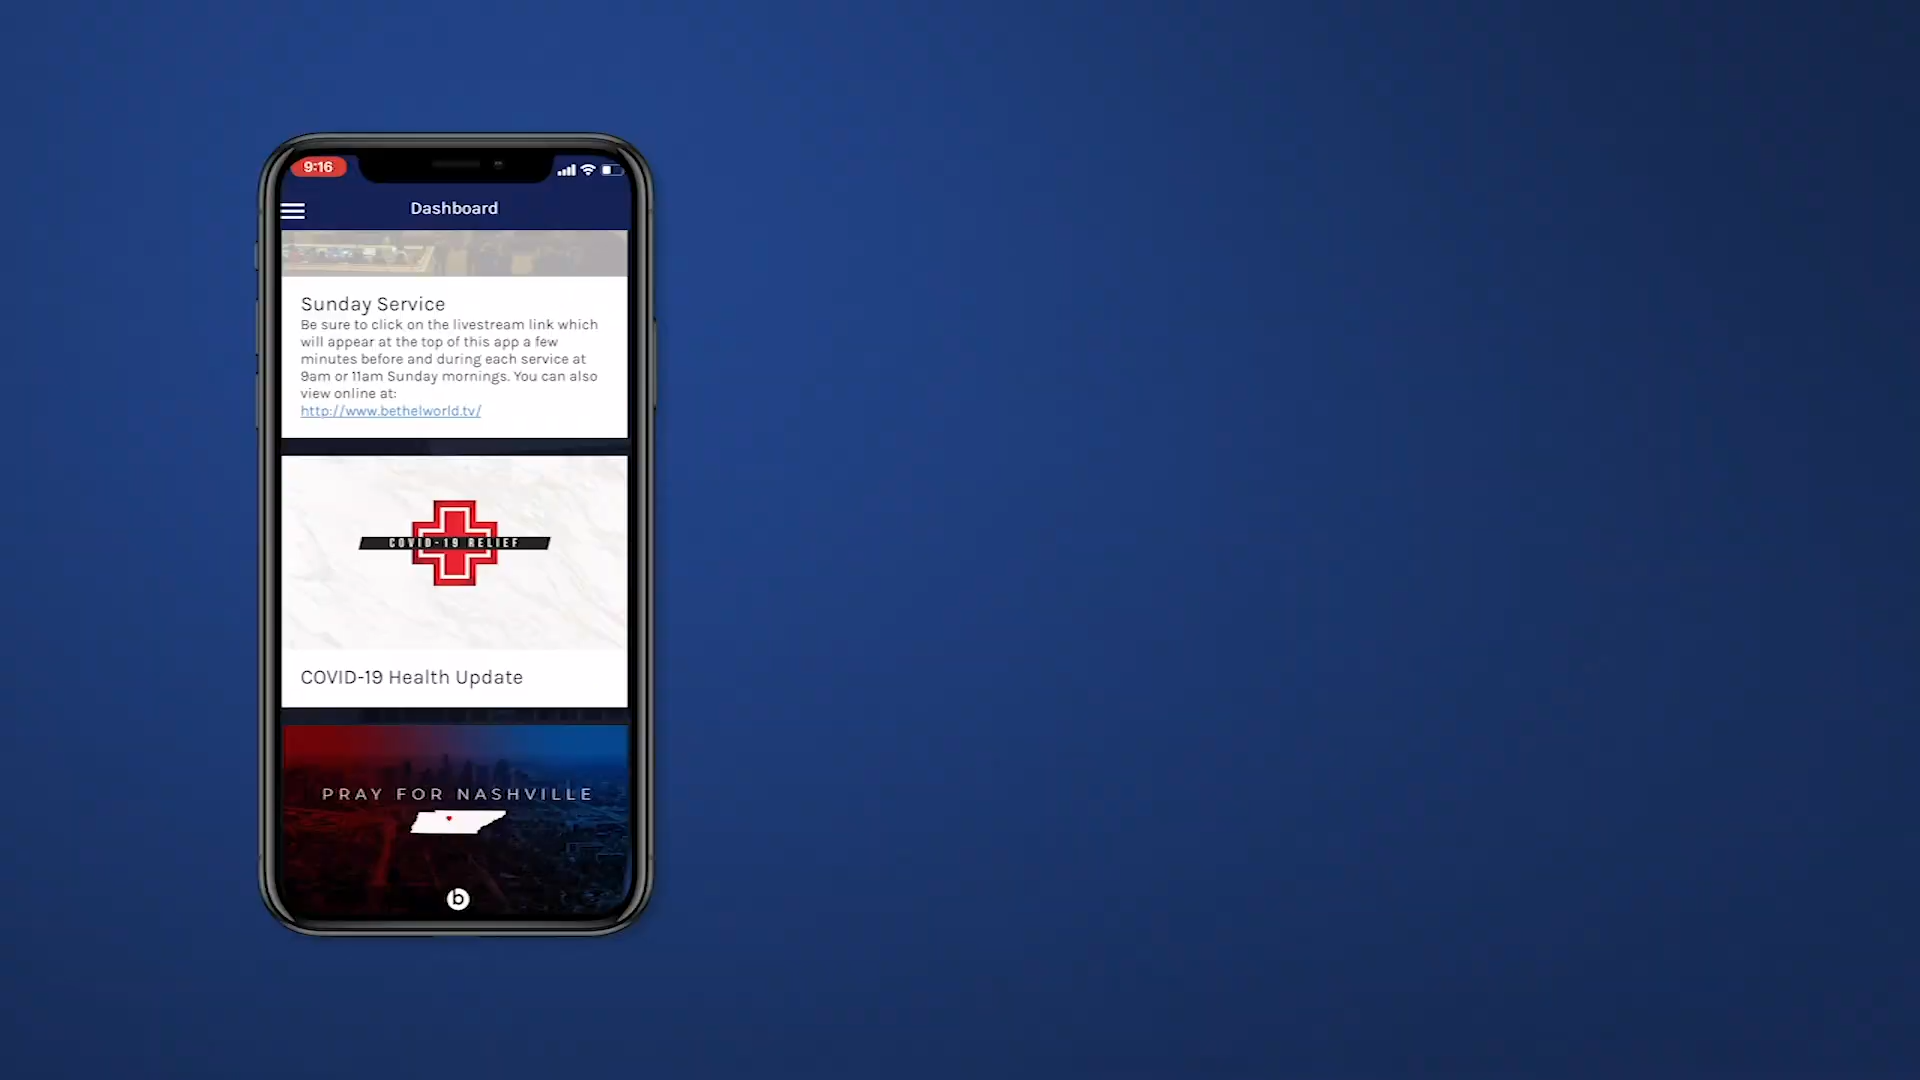 9:16
Dashboard
Sunday Service
Be sure to click on the livestream link which
will appear at the top of this app a few
minutes before and during each service at
9am or 11am Sunday mornings. You can also
view online at:
http://www.bethelworld.tv/
COVID-19 RELIEF
COVID-19 Health Update
PRAY FOR NASHVILLE
b